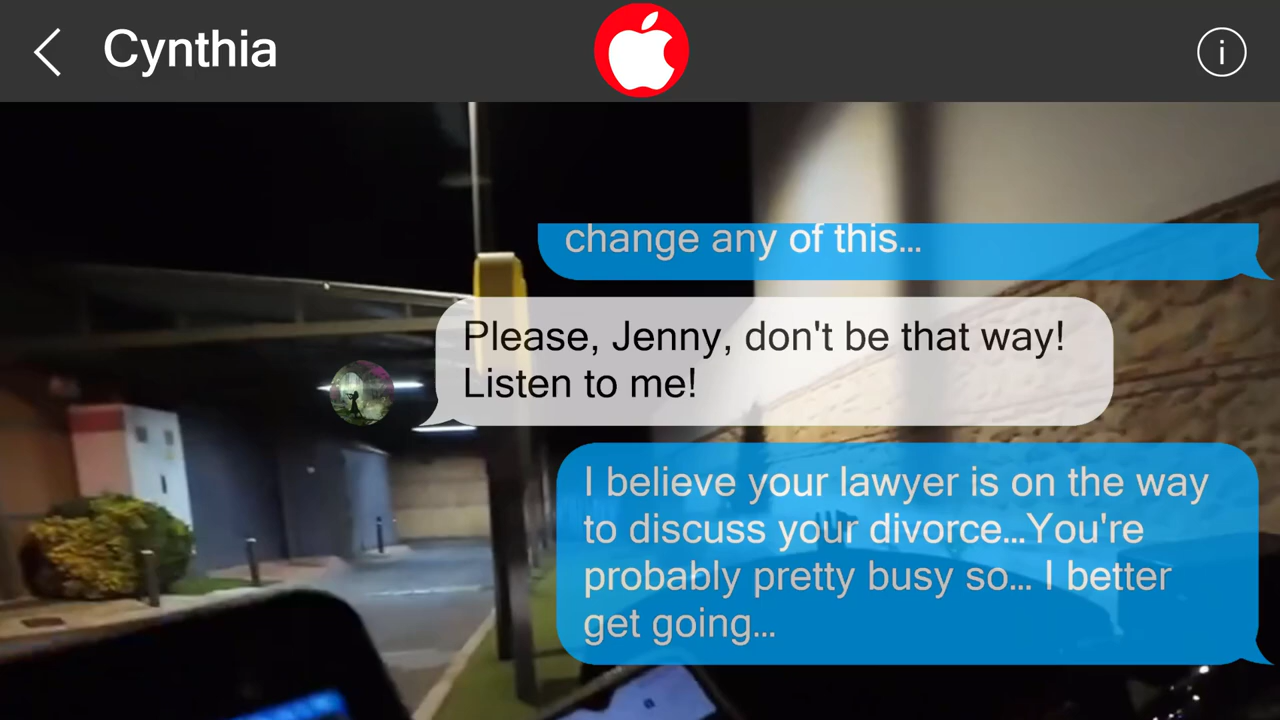 Cynthia
i
change any of this...
Please, Jenny, don't be that way!
Listen to me!
I believe your lawyer is on the way
to discuss your divorce...You're
probably pretty busy so... I better
get going...